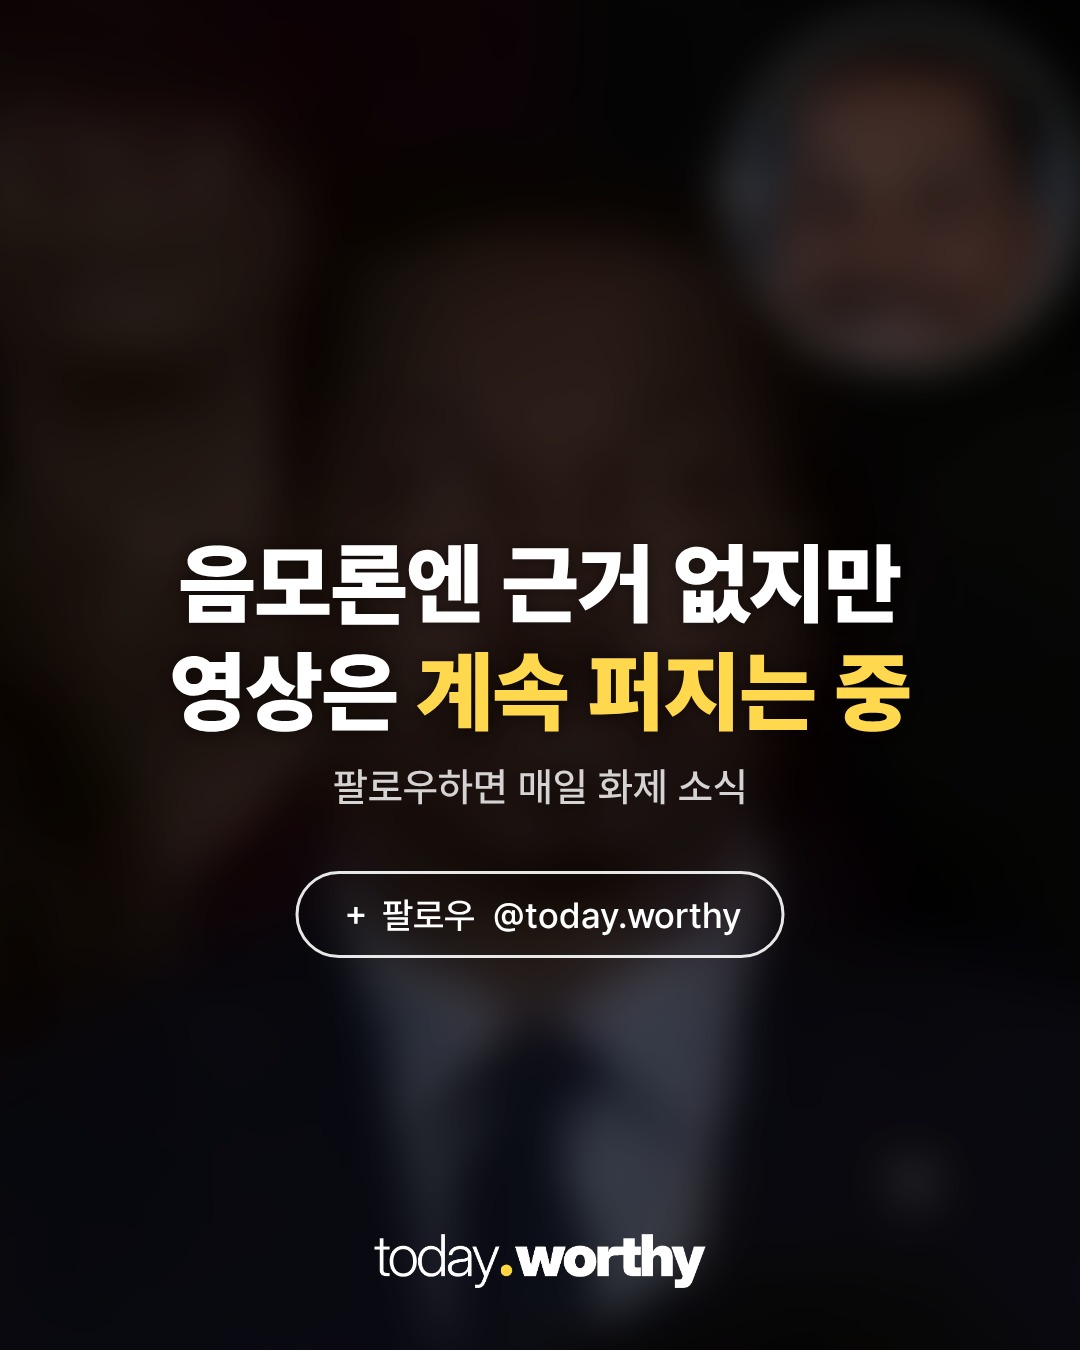 음모론엔 근거 없지만
영상은 계속 퍼지는 중
팔로우하면 매일 화제 소식
+ 팔로우 @today.worthy
today.worthy